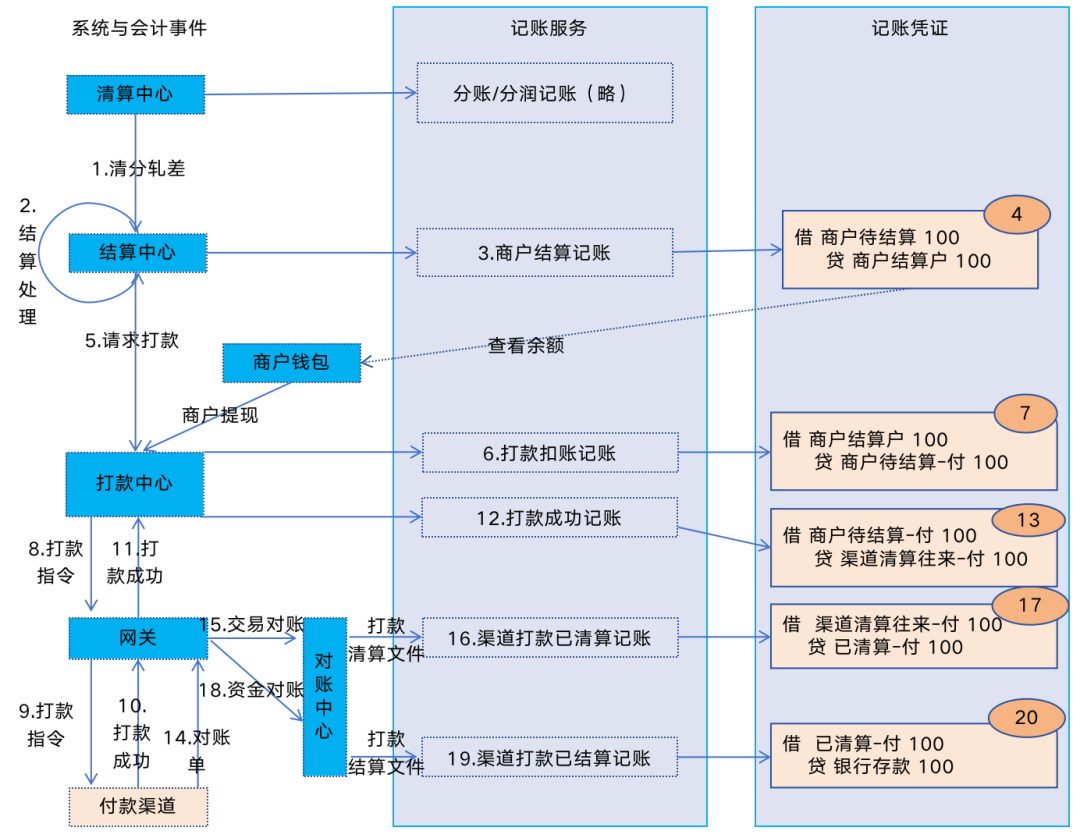 系统与会计事件
记账服务
记账凭证
清算中心
分账/分润记账（略）
1.清分轧差
2.
结
算
处
理
结算中心
3.商户结算记账
4
借 商户待结算 100
贷 商户结算户 100
5.请求打款
商户钱包
查看余额
商户提现
打款中心
6.打款扣账记账
7
借 商户结算户 100
贷 商户待结算-付 100
12.打款成功记账
13
借 商户待结算-付 100
贷 渠道清算往来-付 100
8.打款
指令
11.打
款成功
网关
15.交易对账
打款
清算文件
16.渠道打款已清算记账
17
借 渠道清算往来-付 100
贷 已清算-付 100
对
账
中
心
18.资金对账
9.打款
指令
10.
打款
成功
14.对账
单
打款
结算文件
19.渠道打款已结算记账
20
借 已清算-付 100
贷 银行存款 100
付款渠道